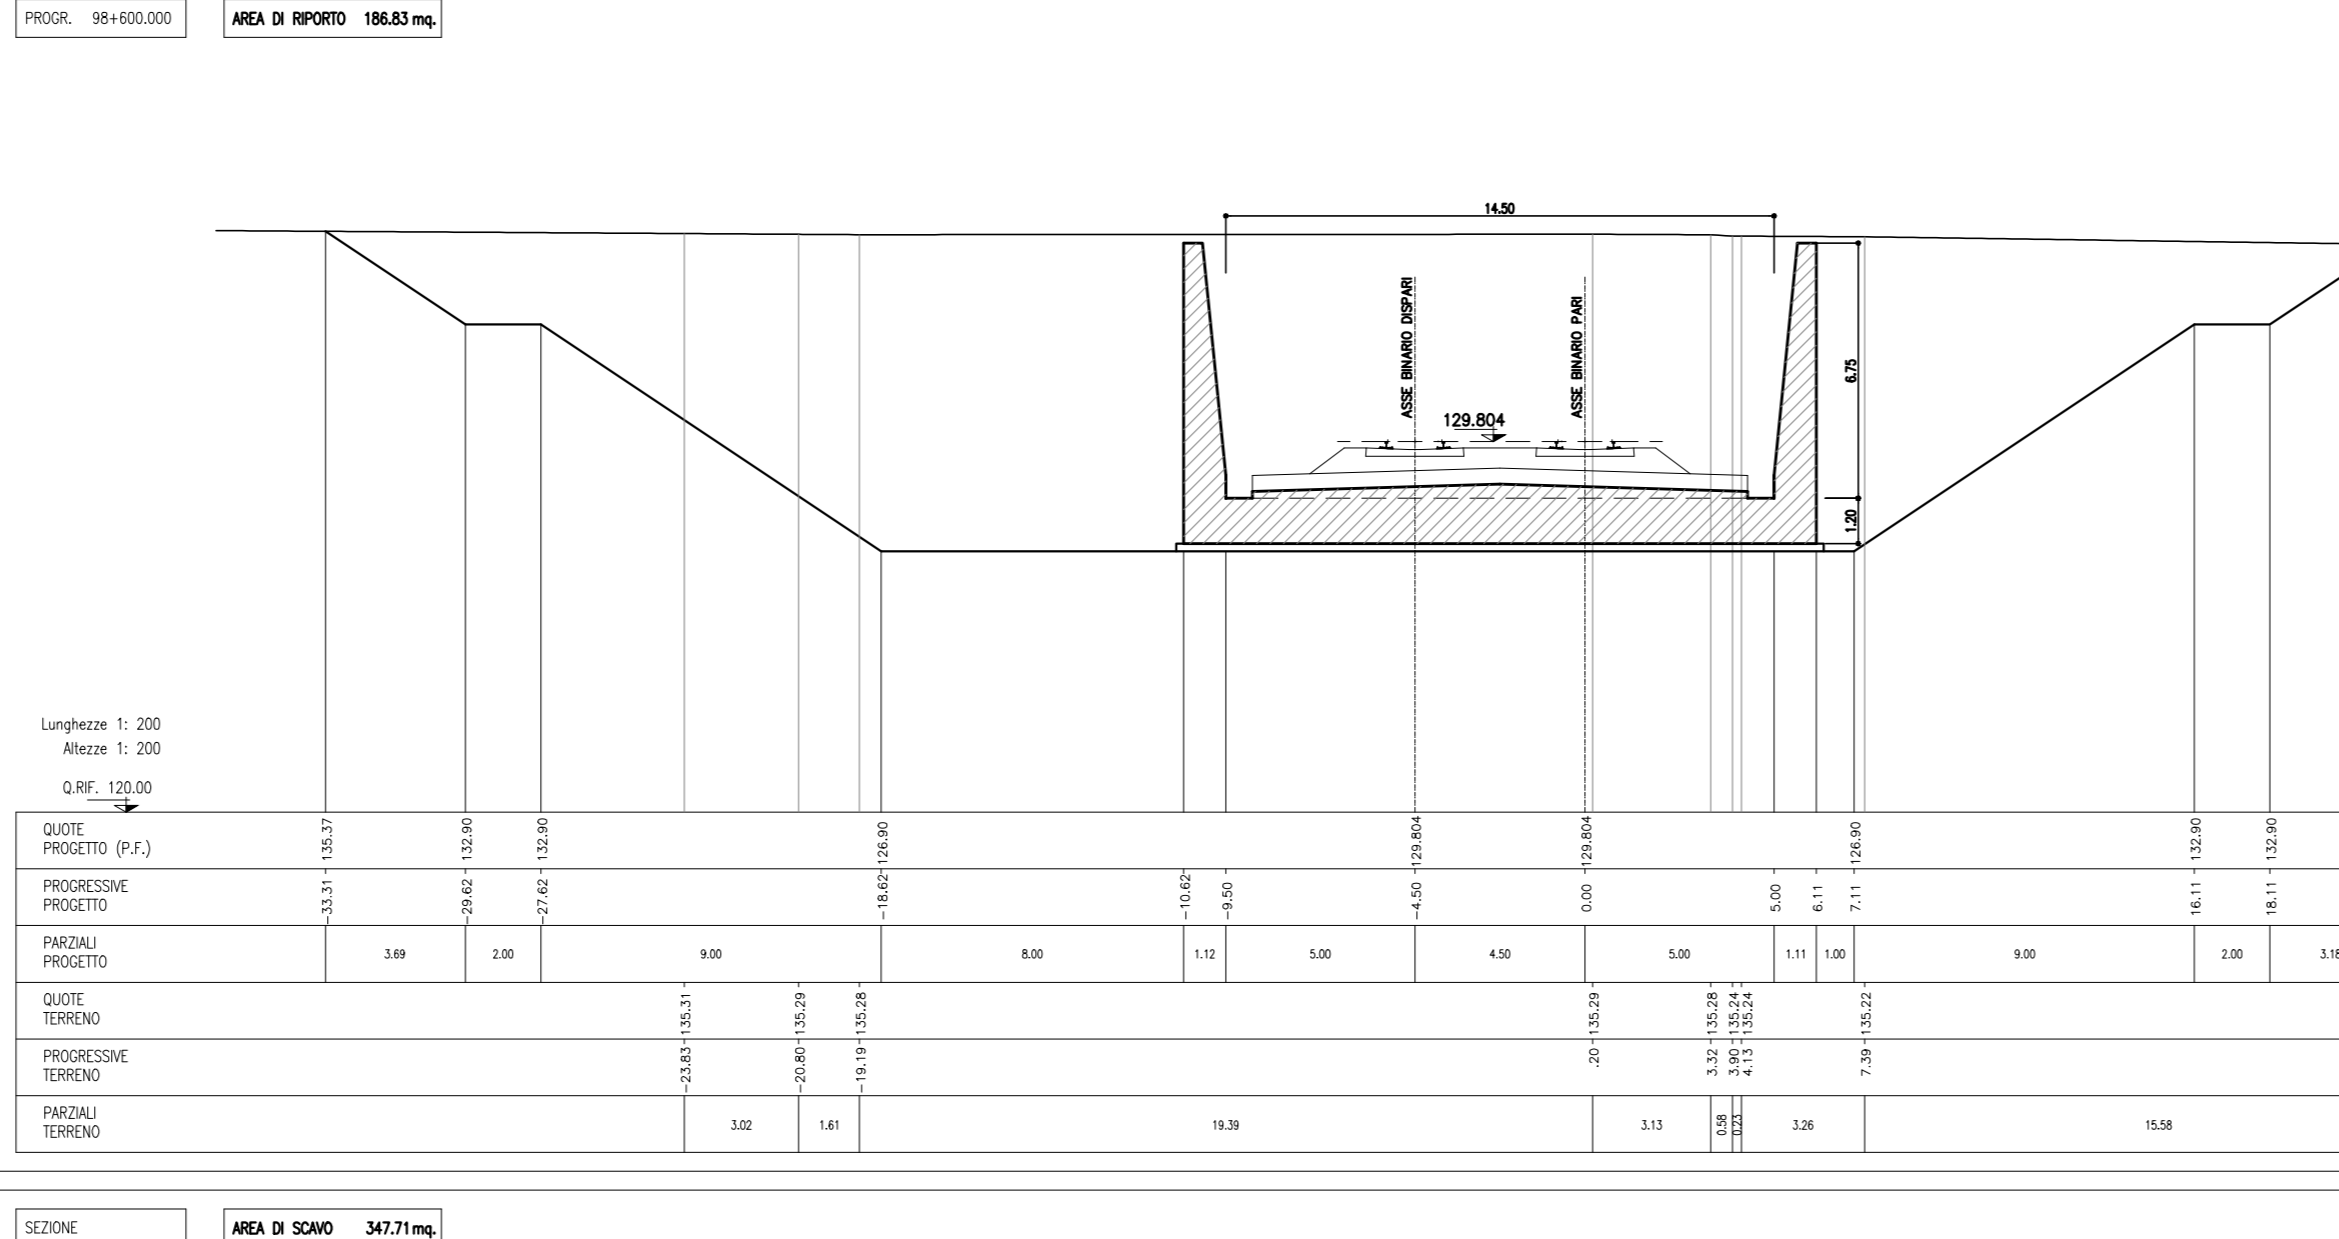 PROGR. 98+600.000
AREA DI RIPORTO 186.83 mq.
14.50
ASSE BINARIO DISPARI
ASSE BINARIO PARI
129.804
6.75
1.20
Lunghezze 1: 200
Altezze 1: 200
Q.RIF. 120.00
QUOTE
PROGETTO (P.F.)
135.37 132.90 132.90 126.90 129.804 129.804 126.90 132.90 132.90
PROGRESSIVE
PROGETTO
-33.31 -29.62 -27.62 -18.62 -10.62 -9.50 -4.50 0.00 5.00 6.11 7.11 16.11 18.11
PARZIALI
PROGETTO
3.69 2.00 9.00 8.00 1.12 5.00 4.50 5.00 1.11 1.00 9.00 2.00 3.18
QUOTE
TERRENO
135.31 135.29 135.28 135.29 135.28 135.24 135.24 135.22
PROGRESSIVE
TERRENO
-23.83 -20.80 -19.19 .20 3.32 3.90 4.13 7.39
PARZIALI
TERRENO
3.02 1.61 19.39 3.13 0.58 0.23 3.26 15.58
SEZIONE
AREA DI SCAVO 347.71 mq.